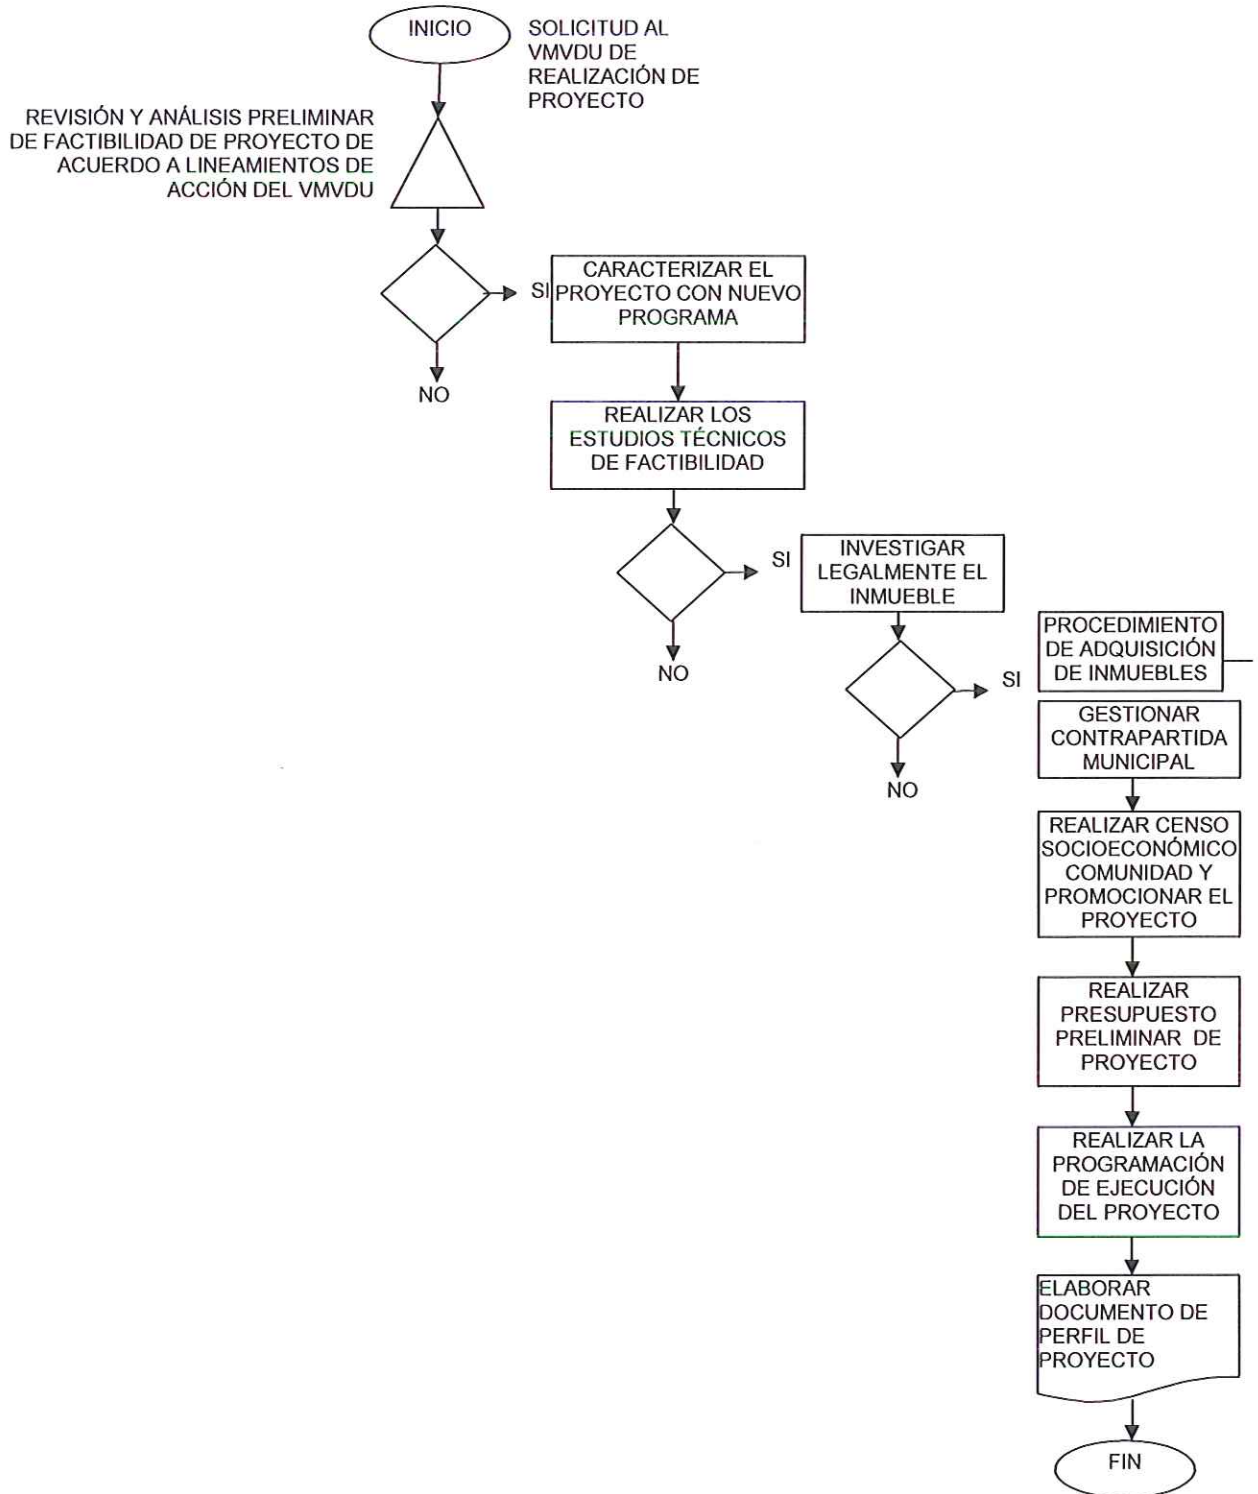 INICIO
SOLICITUD AL
VMVDU DE
REALIZACIÓN DE
PROYECTO
REVISIÓN Y ANÁLISIS PRELIMINAR
DE FACTIBILIDAD DE PROYECTO DE
ACUERDO A LINEAMIENTOS DE
ACCIÓN DEL VMVDU
SI
CARACTERIZAR EL
PROYECTO CON NUEVO
PROGRAMA
NO
REALIZAR LOS
ESTUDIOS TÉCNICOS
DE FACTIBILIDAD
SI
INVESTIGAR
LEGALMENTE EL
INMUEBLE
NO
SI
PROCEDIMIENTO
DE ADQUISICIÓN
DE INMUEBLES
NO
GESTIONAR
CONTRAPARTIDA
MUNICIPAL
REALIZAR CENSO
SOCIOECONÓMICO
COMUNIDAD Y
PROMOCIONAR EL
PROYECTO
REALIZAR
PRESUPUESTO
PRELIMINAR DE
PROYECTO
REALIZAR LA
PROGRAMACIÓN
DE EJECUCIÓN
DEL PROYECTO
ELABORAR
DOCUMENTO DE
PERFIL DE
PROYECTO
FIN